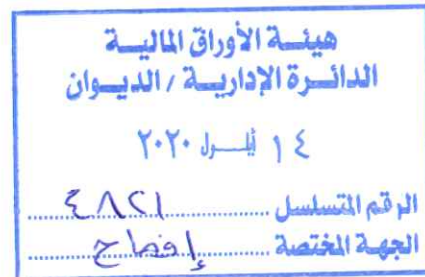 هيئة الأوراق المالية
الدائرة الإدارية / الديوان
١٤ أيلول ٢٠٢٠
الرقم المتسلسل ٤٨٢١
الجهة المختصة إفصاح